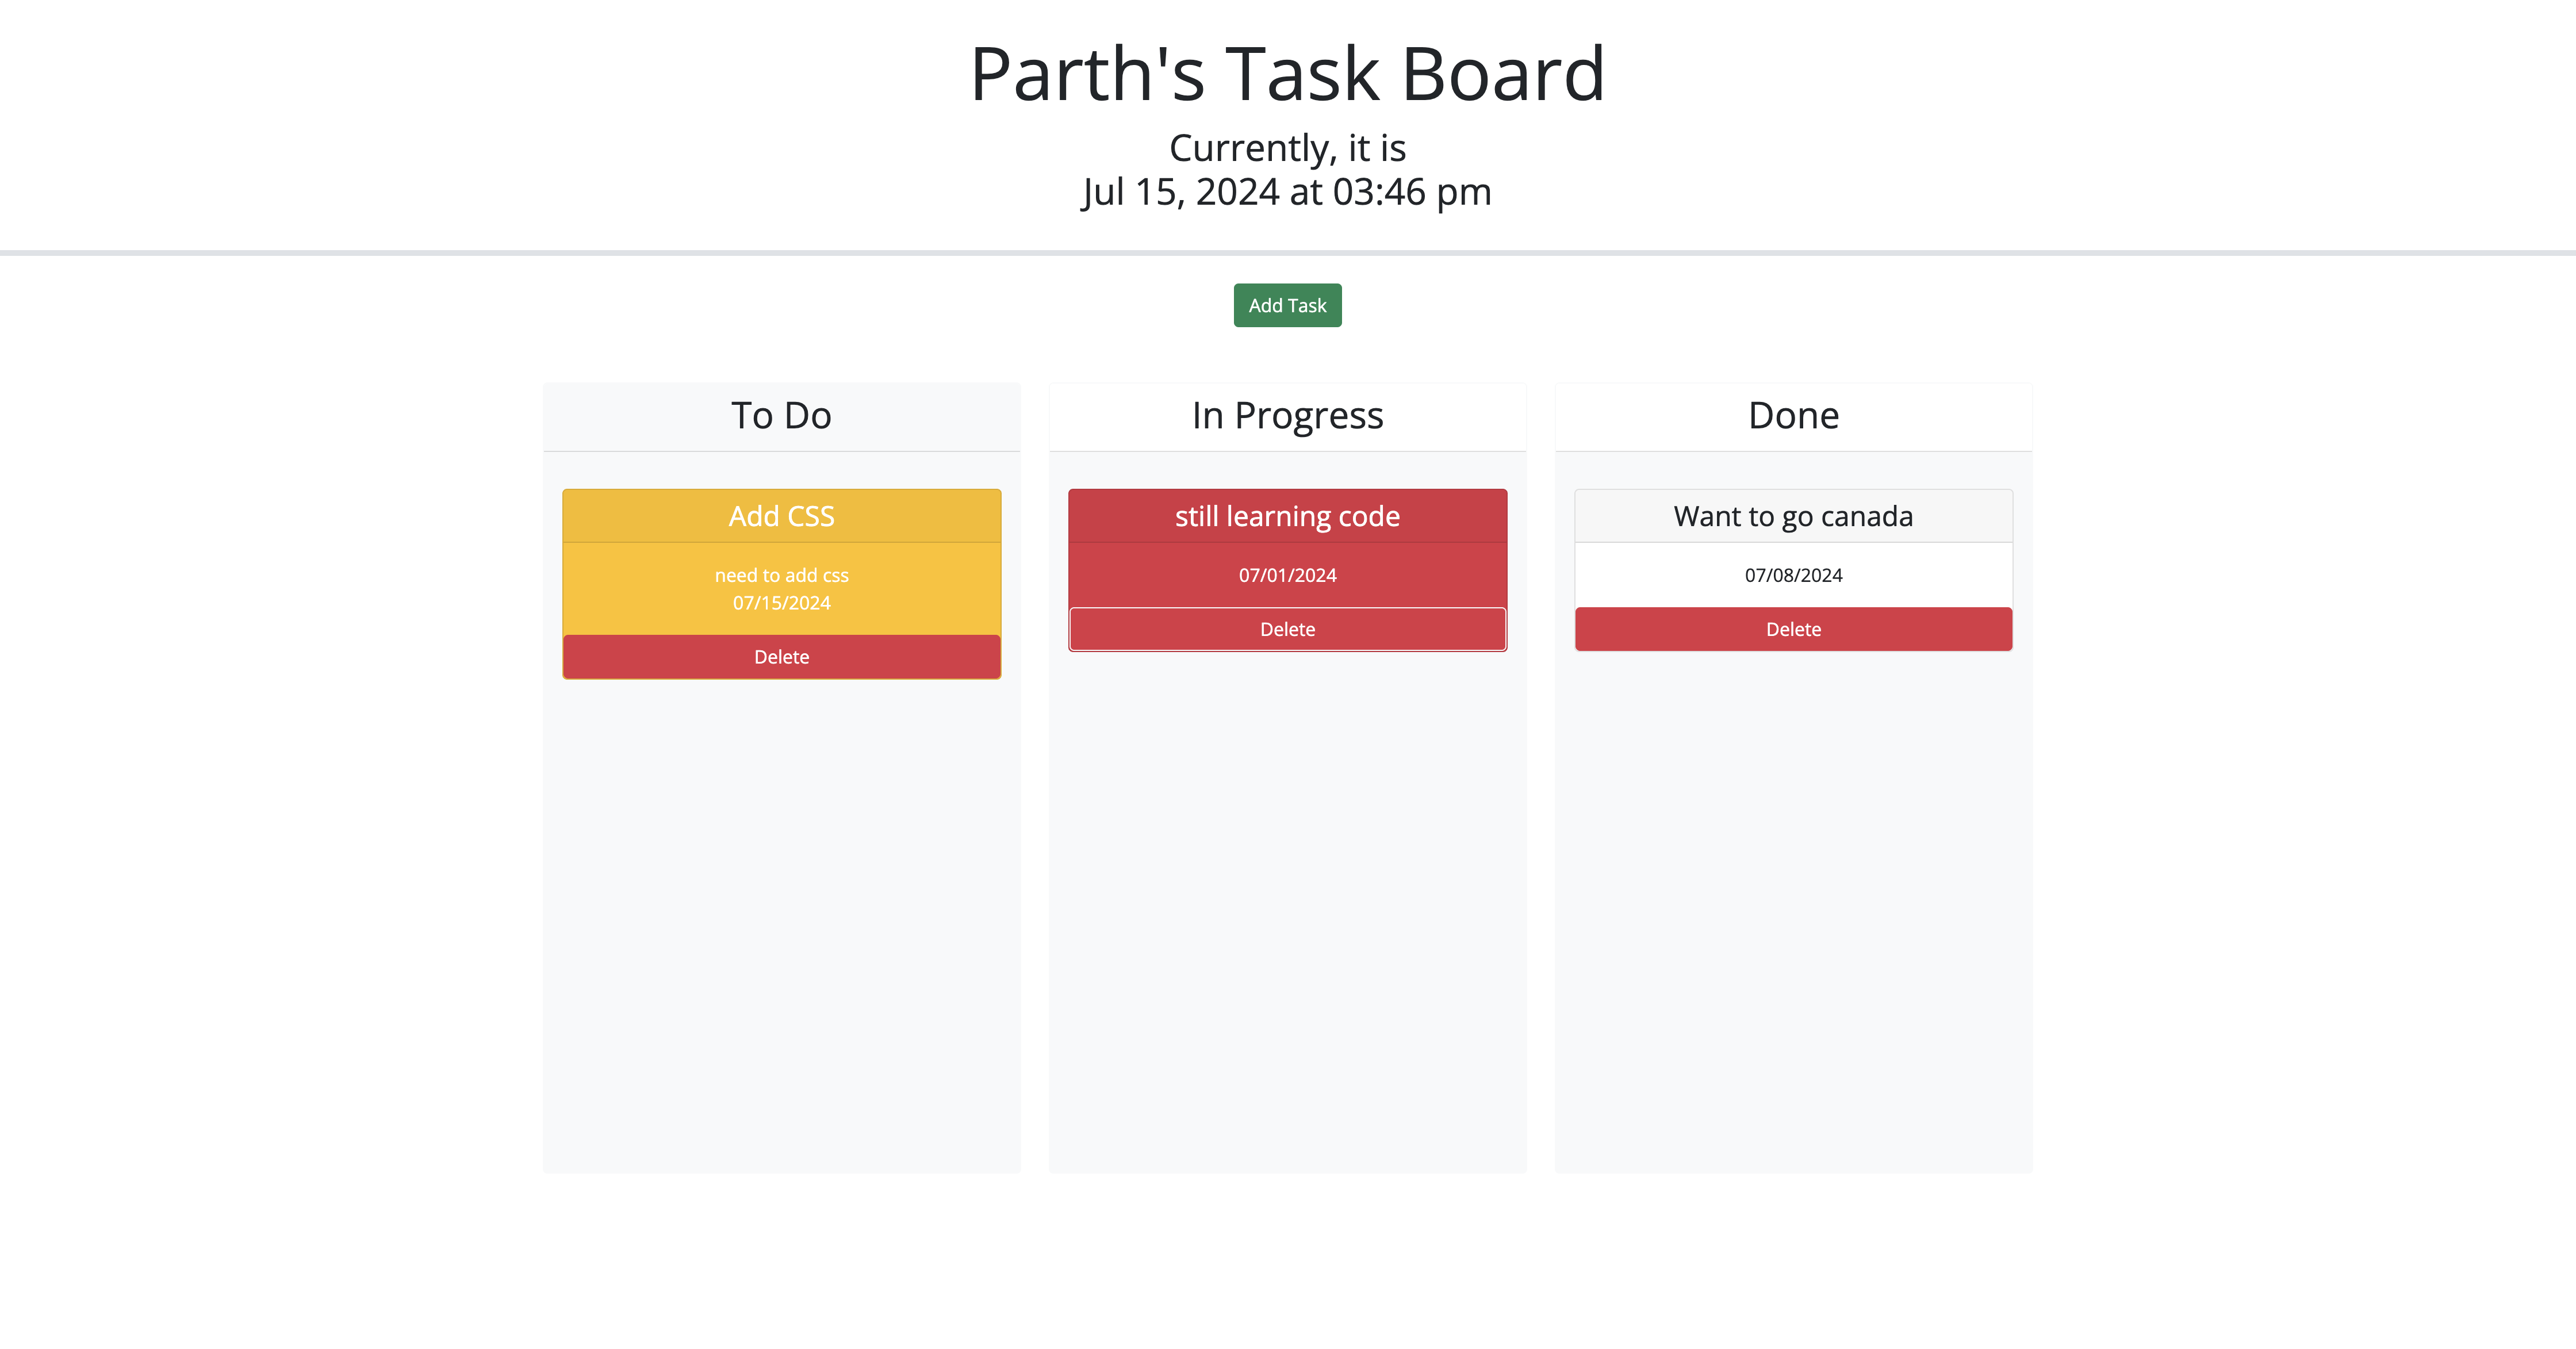 Parth's Task Board
Currently, it is
Jul 15, 2024 at 03:46 pm
Add Task
To Do
Add CSS
need to add css
07/15/2024
Delete
In Progress
still learning code
07/01/2024
Delete
Done
Want to go canada
07/08/2024
Delete